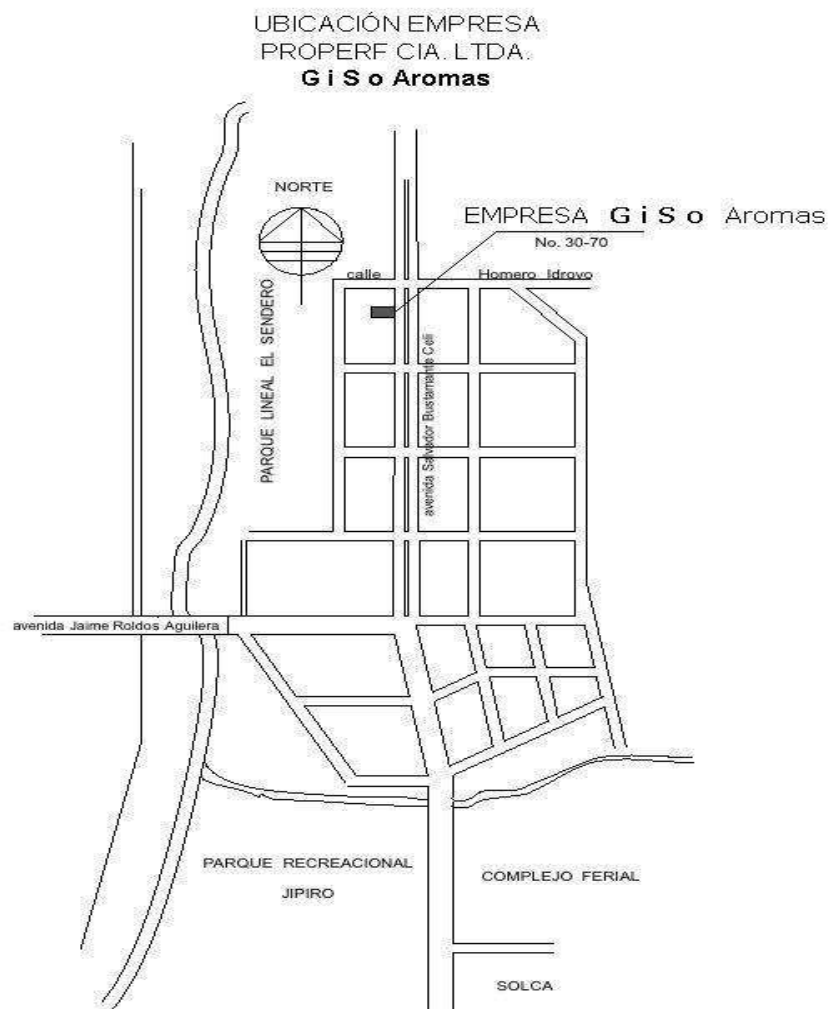 UBICACIÓN EMPRESA
PROPERF CIA. LTDA.
G i S o Aromas
NORTE
EMPRESA G i S o Aromas
No. 30-70
calle Homero Idrovo
PARQUE LINEAL EL SENDERO
avenida Salvador Bustamante Celi
avenida Jaime Roldos Aguilera
PARQUE RECREACIONAL
JIPIRO
COMPLEJO FERIAL
SOLCA